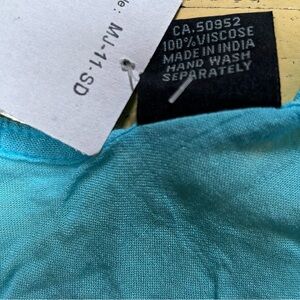 CA.50952
100% VISCOSE
MADE IN INDIA
HAND WASH
SEPARATELY
MJ-11-SD